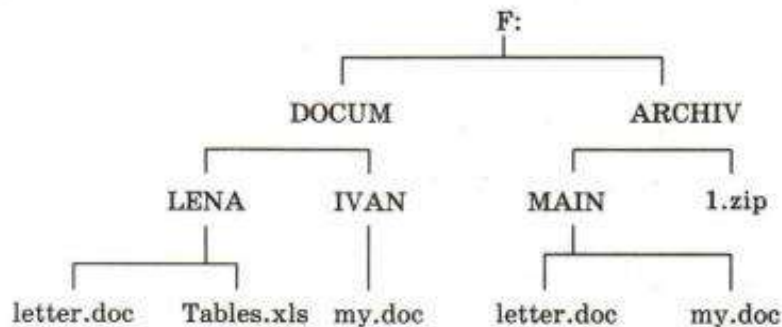 F:
DOCUM ARCHIV
LENA IVAN MAIN 1.zip
letter.doc Tables.xls my.doc letter.doc my.doc